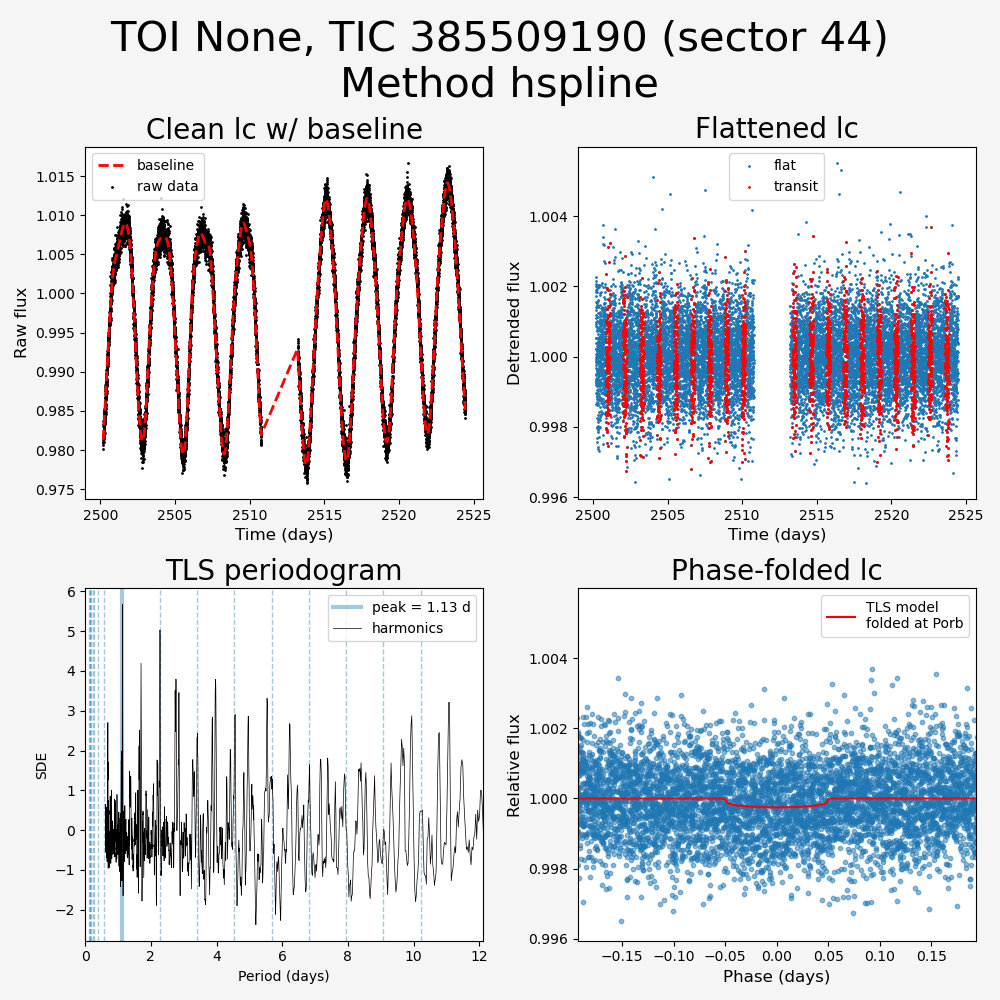 TOI None, TIC 385509190 (sector 44)
Method hspline
Clean lc w/ baseline
baseline
raw data
1.015
1.010
1.005
1.000
0.995
0.990
0.985
0.980
0.975
Raw flux
2500
2505
2510
2515
2520
2525
Time (days)
Flattened lc
flat
transit
1.004
1.002
1.000
0.998
0.996
Detrended flux
2500
2505
2510
2515
2520
2525
Time (days)
TLS periodogram
peak = 1.13 d
harmonics
6
5
4
3
2
1
0
−1
−2
SDE
0
2
4
6
8
10
12
Period (days)
Phase-folded lc
TLS model
folded at Porb
1.004
1.002
1.000
0.998
0.996
Relative flux
−0.15
−0.10
−0.05
0.00
0.05
0.10
0.15
Phase (days)